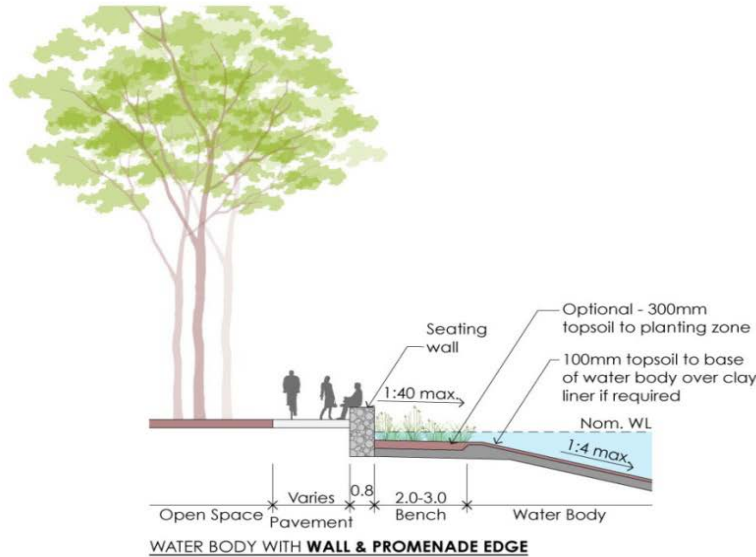 Seating
wall
1:40 max.
Optional - 300mm
topsoil to planting zone
100mm topsoil to base
of water body over clay
liner if required
Nom. WL
1:4 max.
Open Space
Varies
Pavement
0.8
2.0-3.0
Bench
Water Body
WATER BODY WITH WALL & PROMENADE EDGE